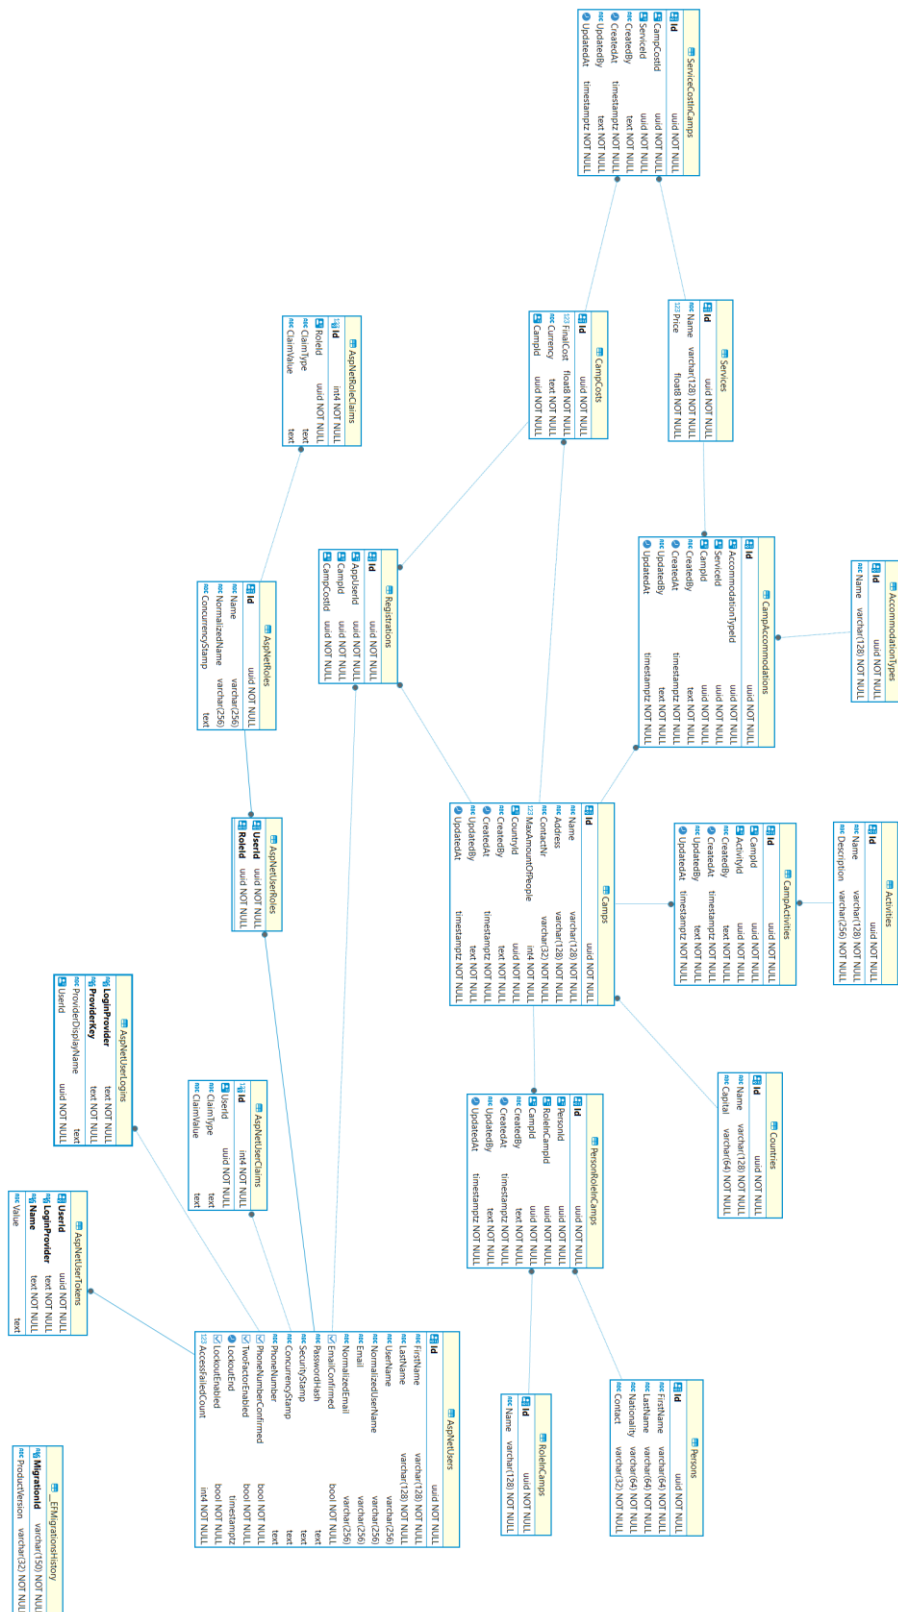 ServiceCostInCamps
Id uuid NOT NULL
CampCostId uuid NOT NULL
ServiceId uuid NOT NULL
CreatedBy text NOT NULL
CreatedAt timestamptz NOT NULL
UpdatedBy text NOT NULL
UpdatedAt timestamptz NOT NULL
Services
Id uuid NOT NULL
Name varchar(128) NOT NULL
123 Price float8 NOT NULL
CampCosts
Id uuid NOT NULL
123 FinalCost float8 NOT NULL
Currency text NOT NULL
CampId uuid NOT NULL
AspNetRoleClaims
Id int4 NOT NULL
RoleId uuid NOT NULL
ClaimType text
ClaimValue text
AccommodationTypes
Id uuid NOT NULL
Name varchar(128) NOT NULL
CampAccommodations
Id uuid NOT NULL
AccommodationTypeId uuid NOT NULL
ServiceId uuid NOT NULL
CampId uuid NOT NULL
CreatedBy text NOT NULL
CreatedAt timestamptz NOT NULL
UpdatedBy text NOT NULL
UpdatedAt timestamptz NOT NULL
Registrations
Id uuid NOT NULL
AppUserId uuid NOT NULL
CampId uuid NOT NULL
CampCostId uuid NOT NULL
AspNetRoles
Id uuid NOT NULL
Name varchar(256)
NormalizedName varchar(256)
ConcurrencyStamp text
Activities
Id uuid NOT NULL
Name varchar(128) NOT NULL
Description varchar(256) NOT NULL
CampActivities
Id uuid NOT NULL
CampId uuid NOT NULL
ActivityId uuid NOT NULL
CreatedBy text NOT NULL
CreatedAt timestamptz NOT NULL
UpdatedBy text NOT NULL
UpdatedAt timestamptz NOT NULL
Camps
Id uuid NOT NULL
Name varchar(128) NOT NULL
Address varchar(128) NOT NULL
ContactNr varchar(32) NOT NULL
123 MaxAmountOfPeople int4 NOT NULL
CountryId uuid NOT NULL
CreatedBy text NOT NULL
CreatedAt timestamptz NOT NULL
UpdatedBy text NOT NULL
UpdatedAt timestamptz NOT NULL
AspNetUserRoles
UserId uuid NOT NULL
RoleId uuid NOT NULL
AspNetUserLogins
LoginProvider text NOT NULL
ProviderKey text NOT NULL
ProviderDisplayName text
UserId uuid NOT NULL
Countries
Id uuid NOT NULL
Name varchar(128) NOT NULL
Capital varchar(64) NOT NULL
PersonRoleInCamps
Id uuid NOT NULL
PersonId uuid NOT NULL
RoleInCampId uuid NOT NULL
CampId uuid NOT NULL
CreatedBy text NOT NULL
CreatedAt timestamptz NOT NULL
UpdatedBy text NOT NULL
UpdatedAt timestamptz NOT NULL
AspNetUserClaims
Id int4 NOT NULL
UserId uuid NOT NULL
ClaimType text
ClaimValue text
AspNetUserTokens
UserId uuid NOT NULL
LoginProvider text NOT NULL
Name text NOT NULL
Value text
Persons
Id uuid NOT NULL
FirstName varchar(64) NOT NULL
LastName varchar(64) NOT NULL
Nationality varchar(64) NOT NULL
Contact varchar(32) NOT NULL
RoleInCamps
Id uuid NOT NULL
Name varchar(128) NOT NULL
AspNetUsers
Id uuid NOT NULL
FirstName varchar(128) NOT NULL
LastName varchar(128) NOT NULL
UserName varchar(256)
NormalizedUserName varchar(256)
Email varchar(256)
NormalizedEmail varchar(256)
EmailConfirmed bool NOT NULL
PasswordHash text
SecurityStamp text
ConcurrencyStamp text
PhoneNumber text
PhoneNumberConfirmed bool NOT NULL
TwoFactorEnabled bool NOT NULL
LockoutEnd timestamptz
LockoutEnabled bool NOT NULL
123 AccessFailedCount int4 NOT NULL
__EFMigrationsHistory
MigrationId varchar(150) NOT NULL
ProductVersion varchar(32) NOT NULL